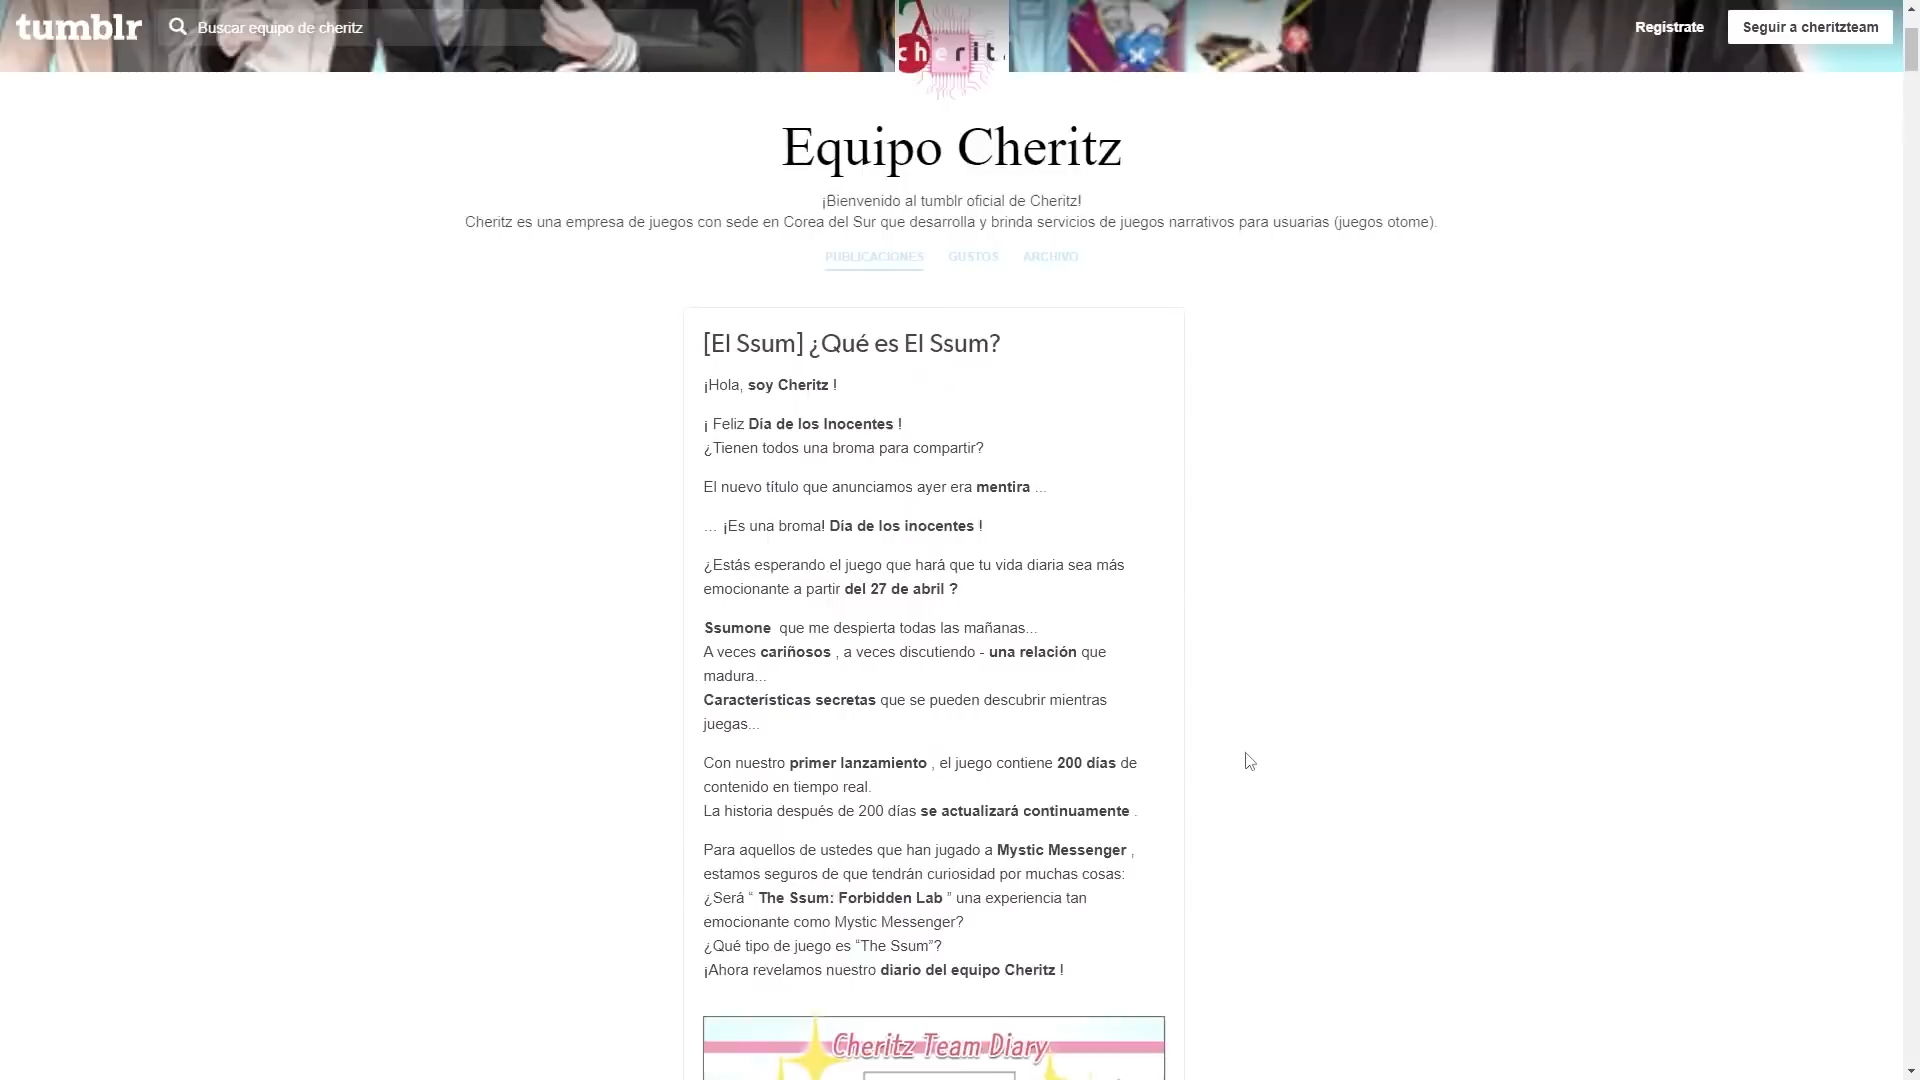 tumblr
Buscar equipo de cheritz
Registrate
Seguir a cheritzteam
cherit
Equipo Cheritz
¡Bienvenido al tumblr oficial de Cheritz!
Cheritz es una empresa de juegos con sede en Corea del Sur que desarrolla y brinda servicios de juegos narrativos para usuarias (juegos otome).
PUBLICACIONES GUSTOS ARCHIVO
[El Ssum] ¿Qué es El Ssum?
¡Hola, soy Cheritz !
¡ Feliz Día de los Inocentes !
¿Tienen todos una broma para compartir?
El nuevo título que anunciamos ayer era mentira ...
... ¡Es una broma! Día de los inocentes !
¿Estás esperando el juego que hará que tu vida diaria sea más
emocionante a partir del 27 de abril ?
Ssumone que me despierta todas las mañanas...
A veces cariñosos , a veces discutiendo - una relación que
madura...
Características secretas que se pueden descubrir mientras
juegas...
Con nuestro primer lanzamiento , el juego contiene 200 días de
contenido en tiempo real.
La historia después de 200 días se actualizará continuamente .
Para aquellos de ustedes que han jugado a Mystic Messenger ,
estamos seguros de que tendrán curiosidad por muchas cosas:
¿Será “ The Ssum: Forbidden Lab ” una experiencia tan
emocionante como Mystic Messenger?
¿Qué tipo de juego es “The Ssum”?
¡Ahora revelamos nuestro diario del equipo Cheritz !
Cheritz Team Diary